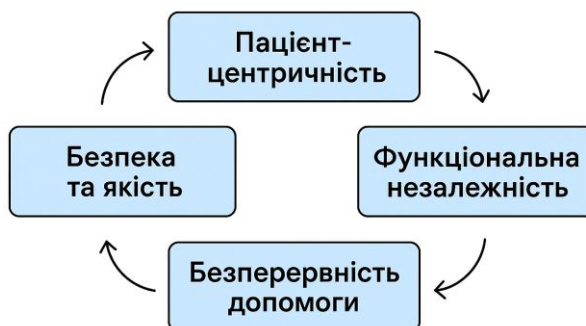 Пацієнт-
центричність
Безпека
та якість
Функціональна
незалежність
Безперервність
допомоги